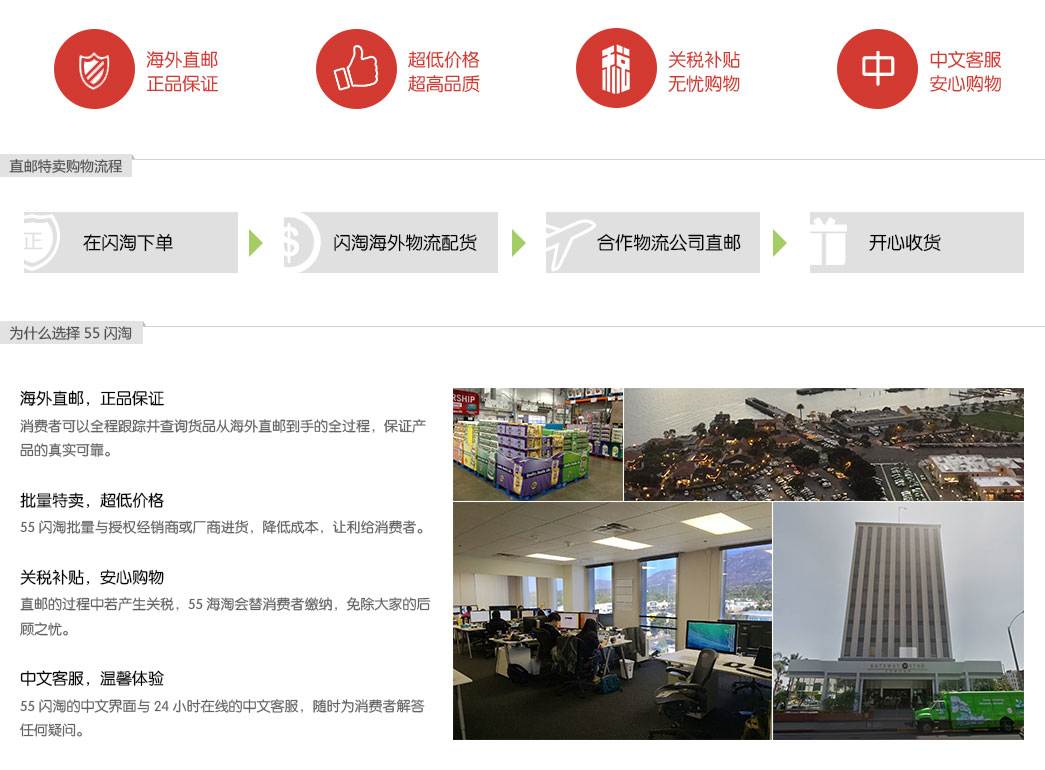 海外直邮
正品保证
超低价格
超高品质
税
关税补贴
无忧购物
中
中文客服
安心购物
直邮特卖购物流程
正
在闪淘下单
$
闪淘海外物流配货
合作物流公司直邮
开心收货
为什么选择 55 闪淘
海外直邮，正品保证
消费者可以全程跟踪并查询货品从海外直邮到手的全过程，保证产
品的真实可靠。
批量特卖，超低价格
55 闪淘批量与授权经销商或厂商进货，降低成本，让利给消费者。
关税补贴，安心购物
直邮的过程中若产生关税，55 海淘会替消费者缴纳，免除大家的后
顾之忧。
中文客服，温馨体验
55 闪淘的中文界面与 24 小时在线的中文客服，随时为消费者解答
任何疑问。
RSHIP
GATEWAY